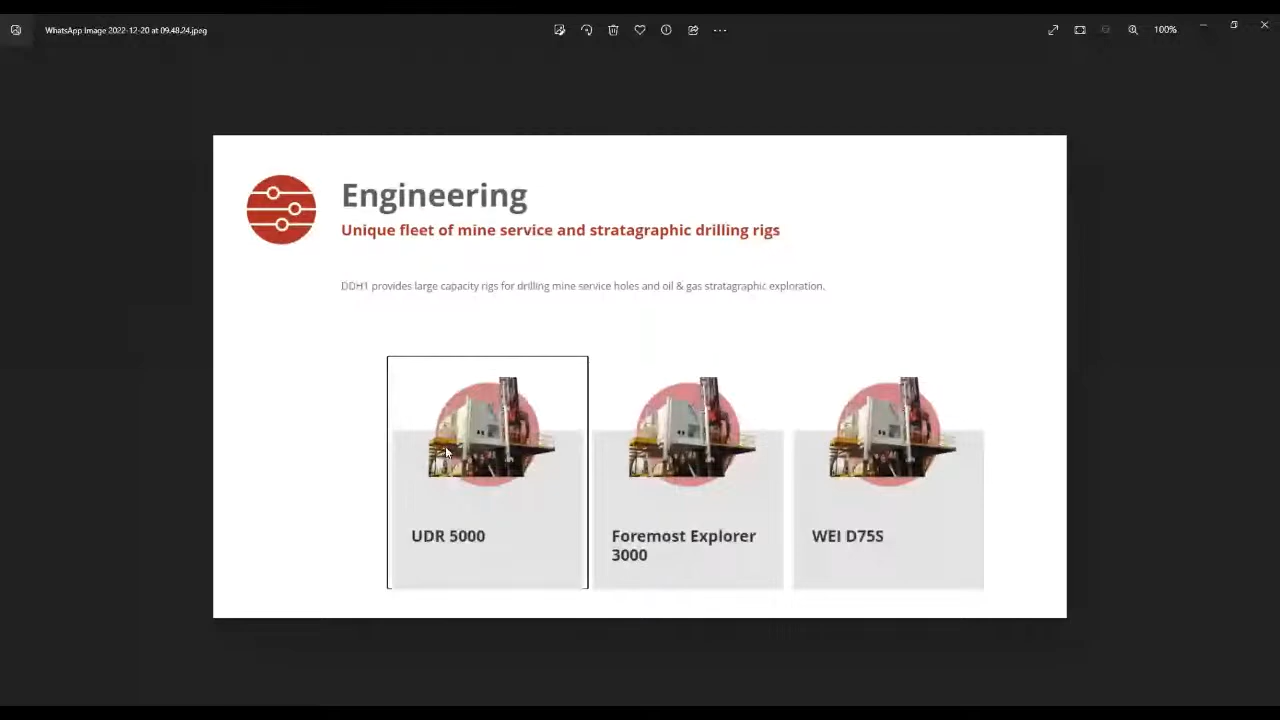 WhatsApp Image 2022-12-20 at 09.48.24.jpeg
100%
Engineering
Unique fleet of mine service and stratagraphic drilling rigs
DDH1 provides large capacity rigs for drilling mine service holes and oil & gas stratagraphic exploration.
UDR 5000
Foremost Explorer
3000
WEI D75S